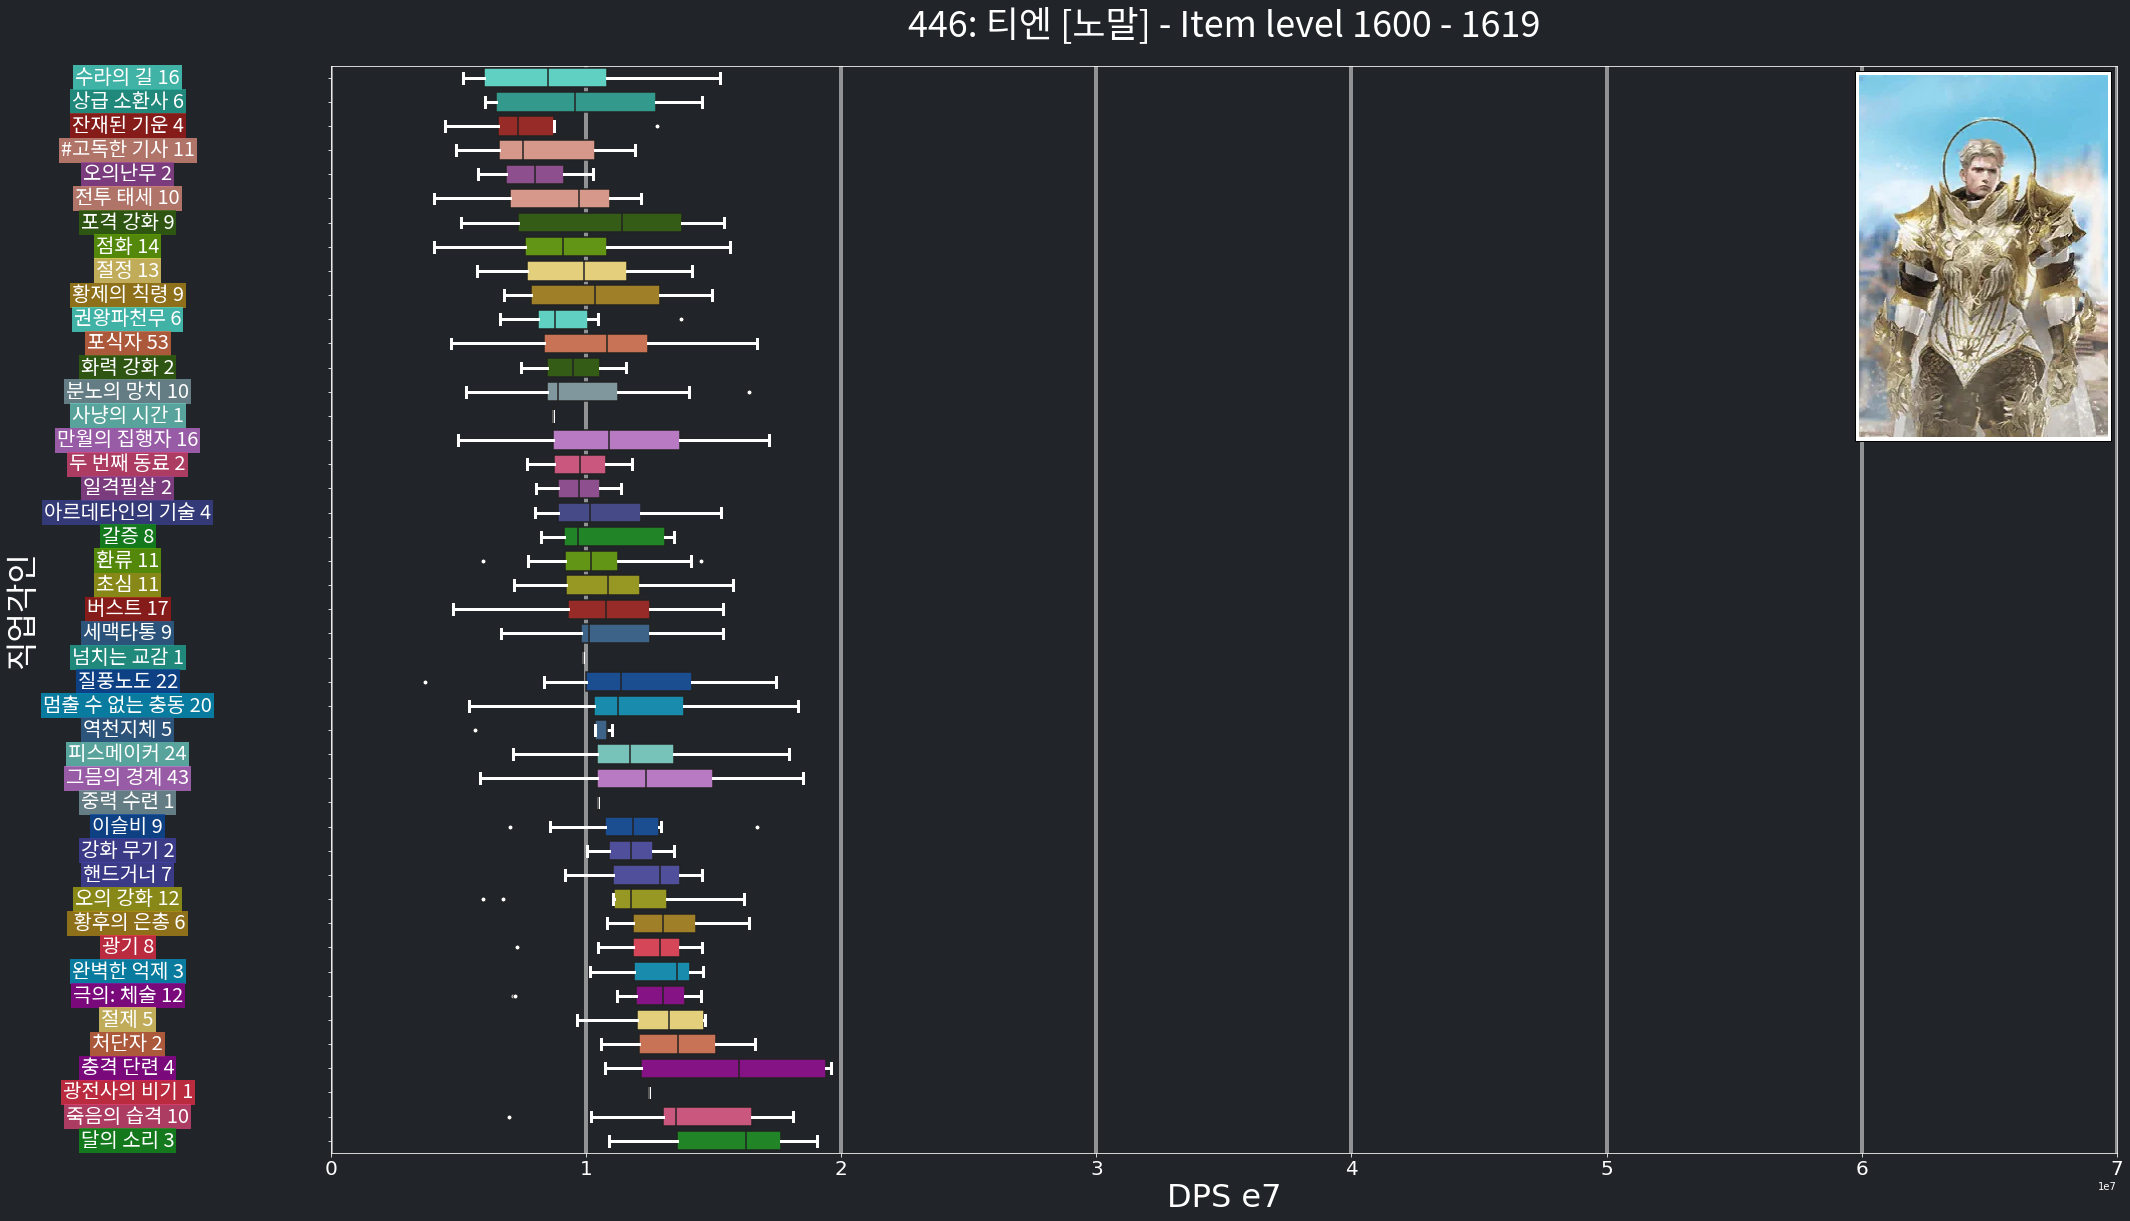 446: 티엔 [노말] - Item level 1600 - 1619
수라의 길 16
상급 소환사 6
잔재된 기운 4
#고독한 기사 11
오의난무 2
전투 태세 10
포격 강화 9
점화 14
절정 13
황제의 칙령 9
권왕파천무 6
포식자 53
화력 강화 2
분노의 망치 10
사냥의 시간 1
만월의 집행자 16
두 번째 동료 2
일격필살 2
아르데타인의 기술 4
갈증 8
환류 11
초심 11
버스트 17
세맥타통 9
넘치는 교감 1
질풍노도 22
멈출 수 없는 충동 20
역천지체 5
피스메이커 24
그믐의 경계 43
중력 수련 1
이슬비 9
강화 무기 2
핸드거너 7
오의 강화 12
황후의 은총 6
광기 8
완벽한 억제 3
극의: 체술 12
절제 5
처단자 2
충격 단련 4
광전사의 비기 1
죽음의 습격 10
달의 소리 3
직업각인
0 1 2 3 4 5 6 7
1e7
DPS e7